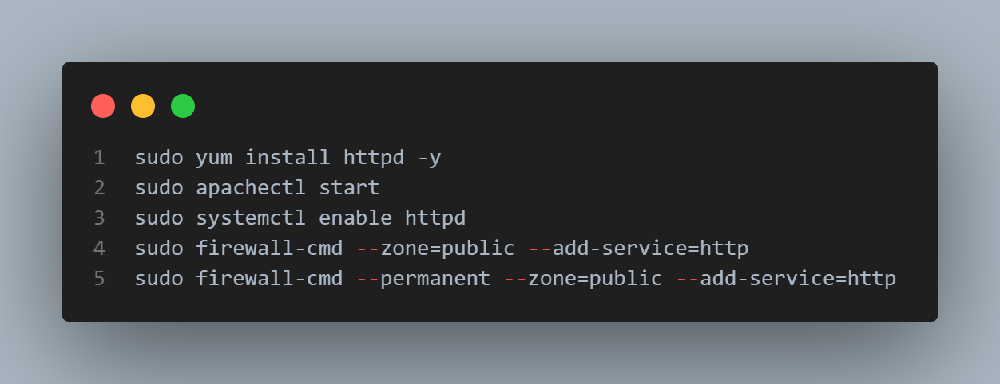 1 sudo yum install httpd -y
2 sudo apachectl start
3 sudo systemctl enable httpd
4 sudo firewall-cmd --zone=public --add-service=http
5 sudo firewall-cmd --permanent --zone=public --add-service=http